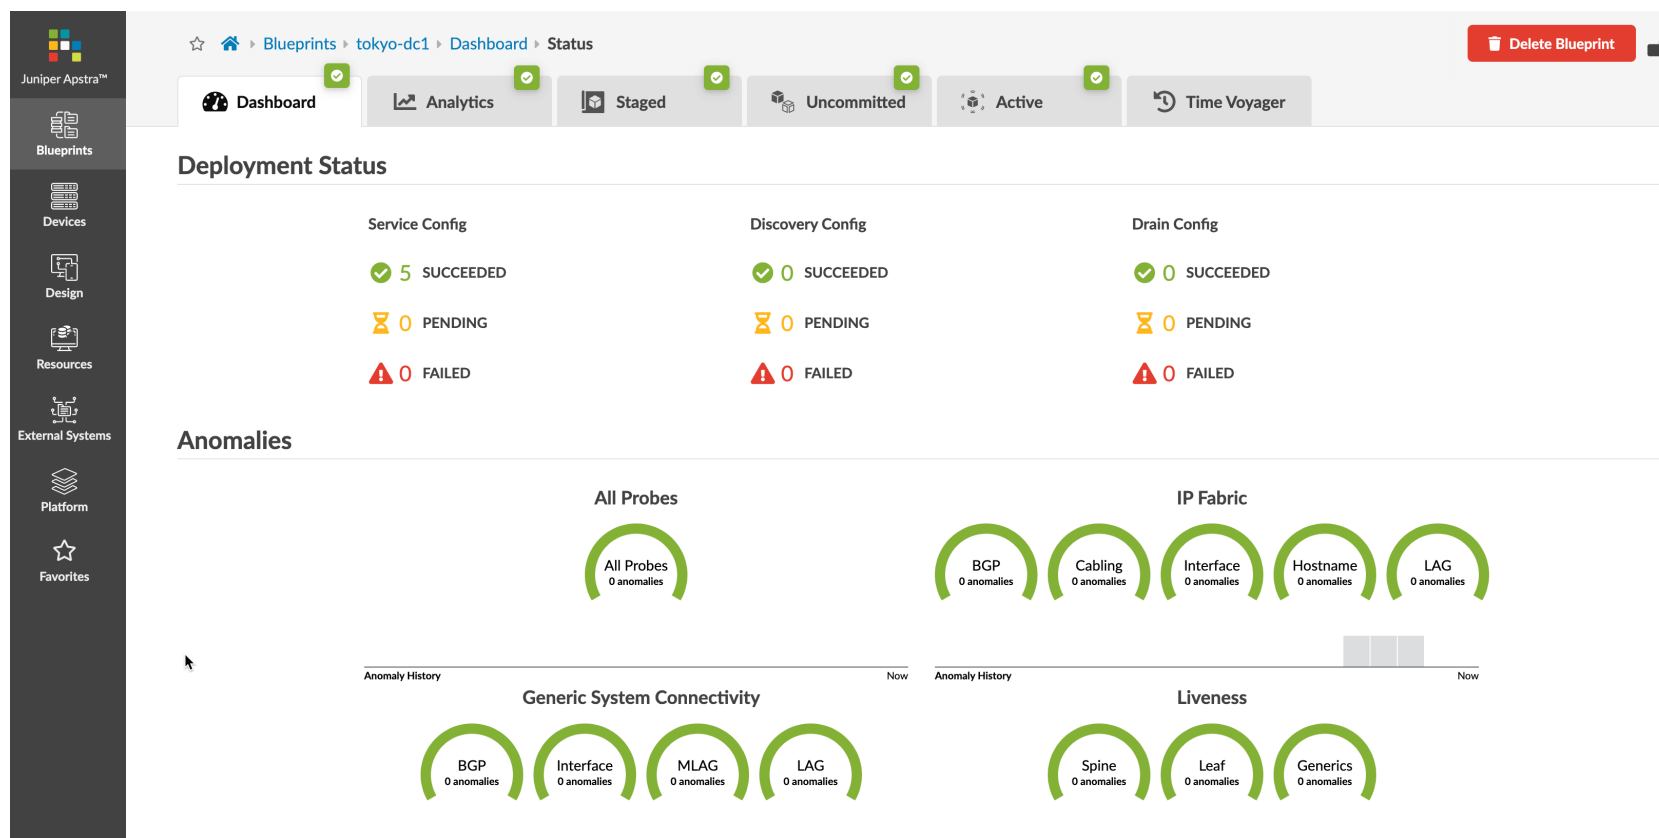 Juniper Apstra™
Blueprints
Devices
Design
Resources
External Systems
Platform
Favorites
Blueprints tokyo-dc1 Dashboard Status
Delete Blueprint
Dashboard Analytics Staged Uncommitted Active Time Voyager
Deployment Status
Service Config Discovery Config Drain Config
5 SUCCEEDED 0 SUCCEEDED 0 SUCCEEDED
0 PENDING 0 PENDING 0 PENDING
0 FAILED 0 FAILED 0 FAILED
Anomalies
All Probes
All Probes
0 anomalies
Anomaly History Now
IP Fabric
BGP Cabling Interface Hostname LAG
0 anomalies 0 anomalies 0 anomalies 0 anomalies 0 anomalies
Anomaly History Now
Generic System Connectivity
BGP Interface MLAG LAG
0 anomalies 0 anomalies 0 anomalies 0 anomalies
Liveness
Spine Leaf Generics
0 anomalies 0 anomalies 0 anomalies